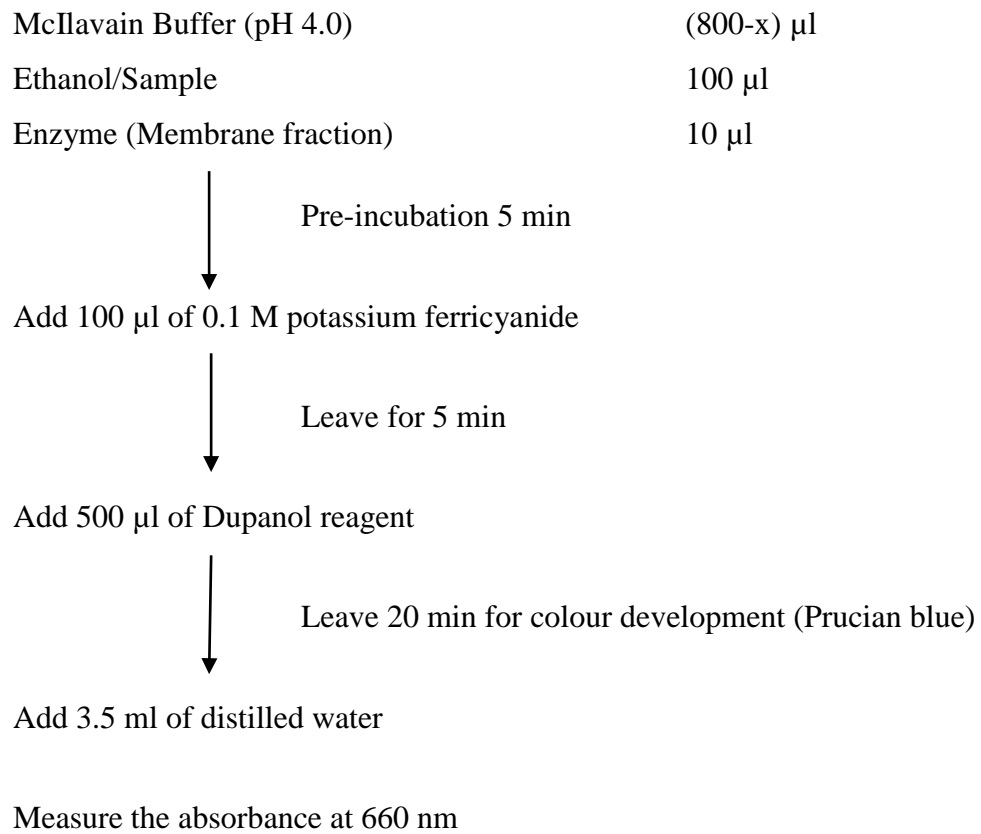 McIlavain Buffer (pH 4.0) (800-x) µl
Ethanol/Sample 100 µl
Enzyme (Membrane fraction) 10 µl
Pre-incubation 5 min
Add 100 µl of 0.1 M potassium ferricyanide
Leave for 5 min
Add 500 µl of Dupanol reagent
Leave 20 min for colour development (Prucian blue)
Add 3.5 ml of distilled water
Measure the absorbance at 660 nm